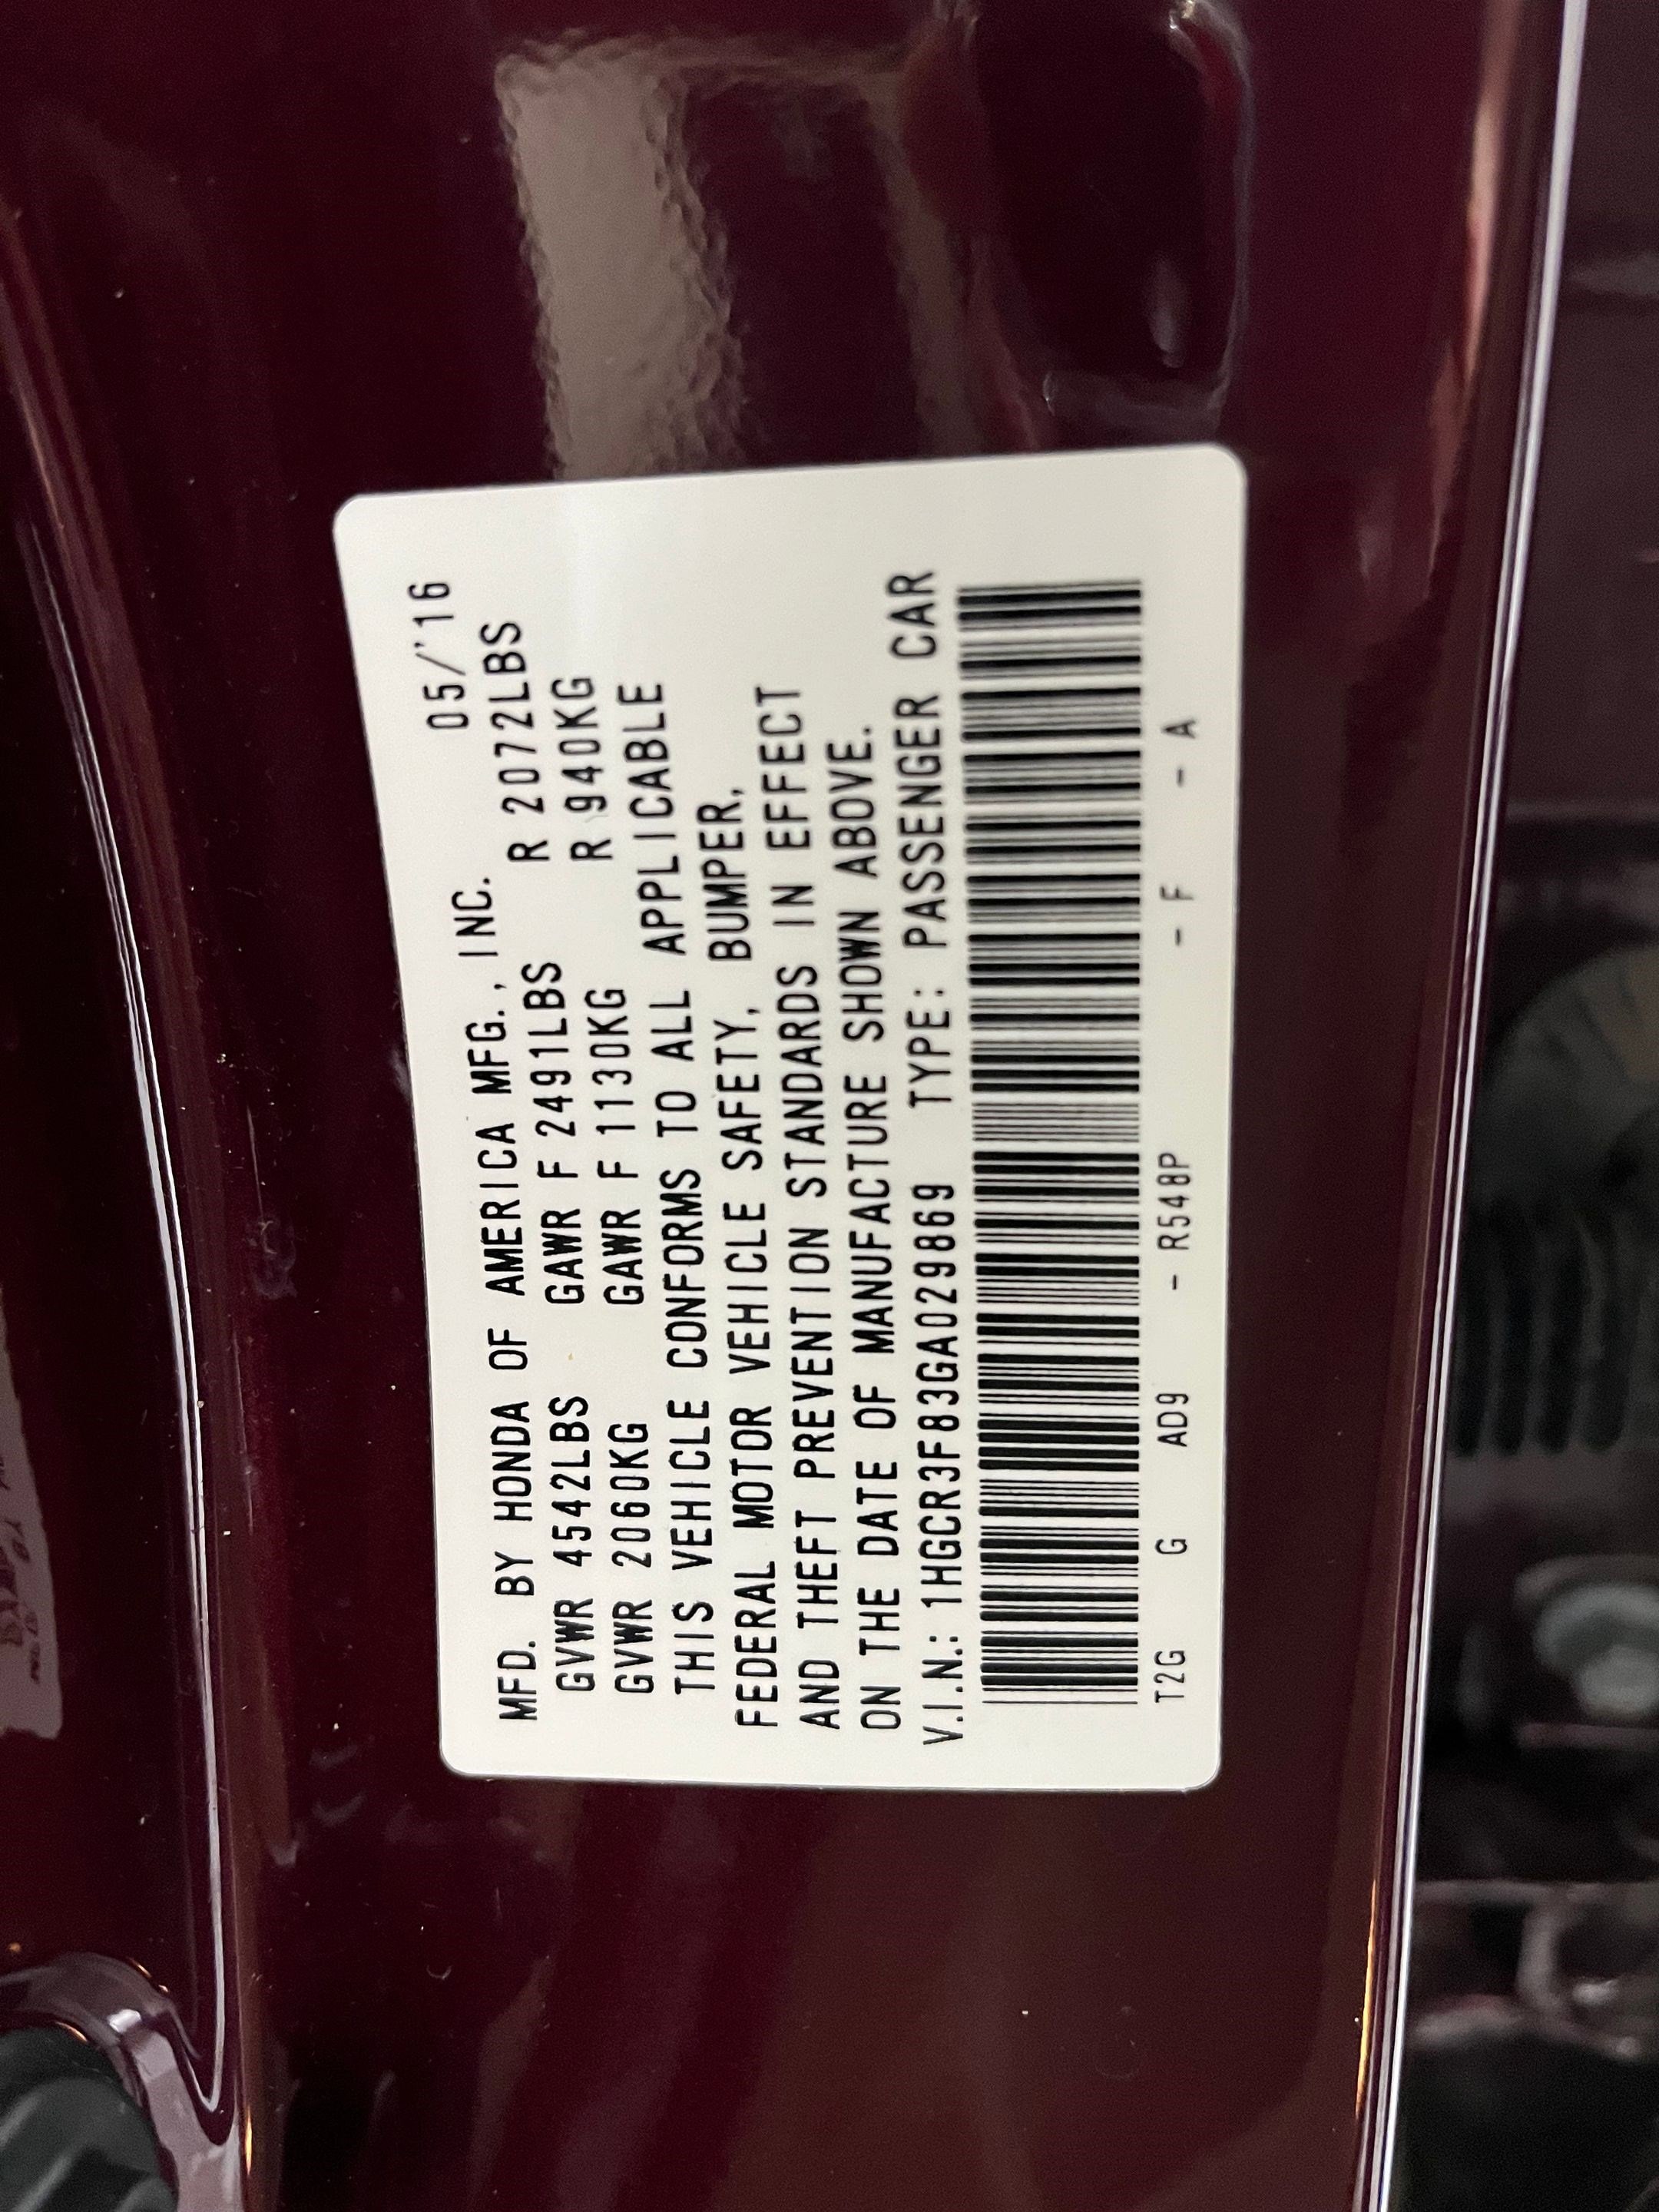 MFD. BY HONDA OF AMERICA MFG., INC. 05/'16
GVWR 4542LBS GAWR F 2491LBS R 2072LBS
GVWR 2060KG GAWR F 1130KG R 940KG
THIS VEHICLE CONFORMS TO ALL APPLICABLE
FEDERAL MOTOR VEHICLE SAFETY, BUMPER,
AND THEFT PREVENTION STANDARDS IN EFFECT
ON THE DATE OF MANUFACTURE SHOWN ABOVE.
V.I.N.: 1HGCR3F83GA029869 TYPE: PASSENGER CAR
T2G G AD9 - R548P - F - A